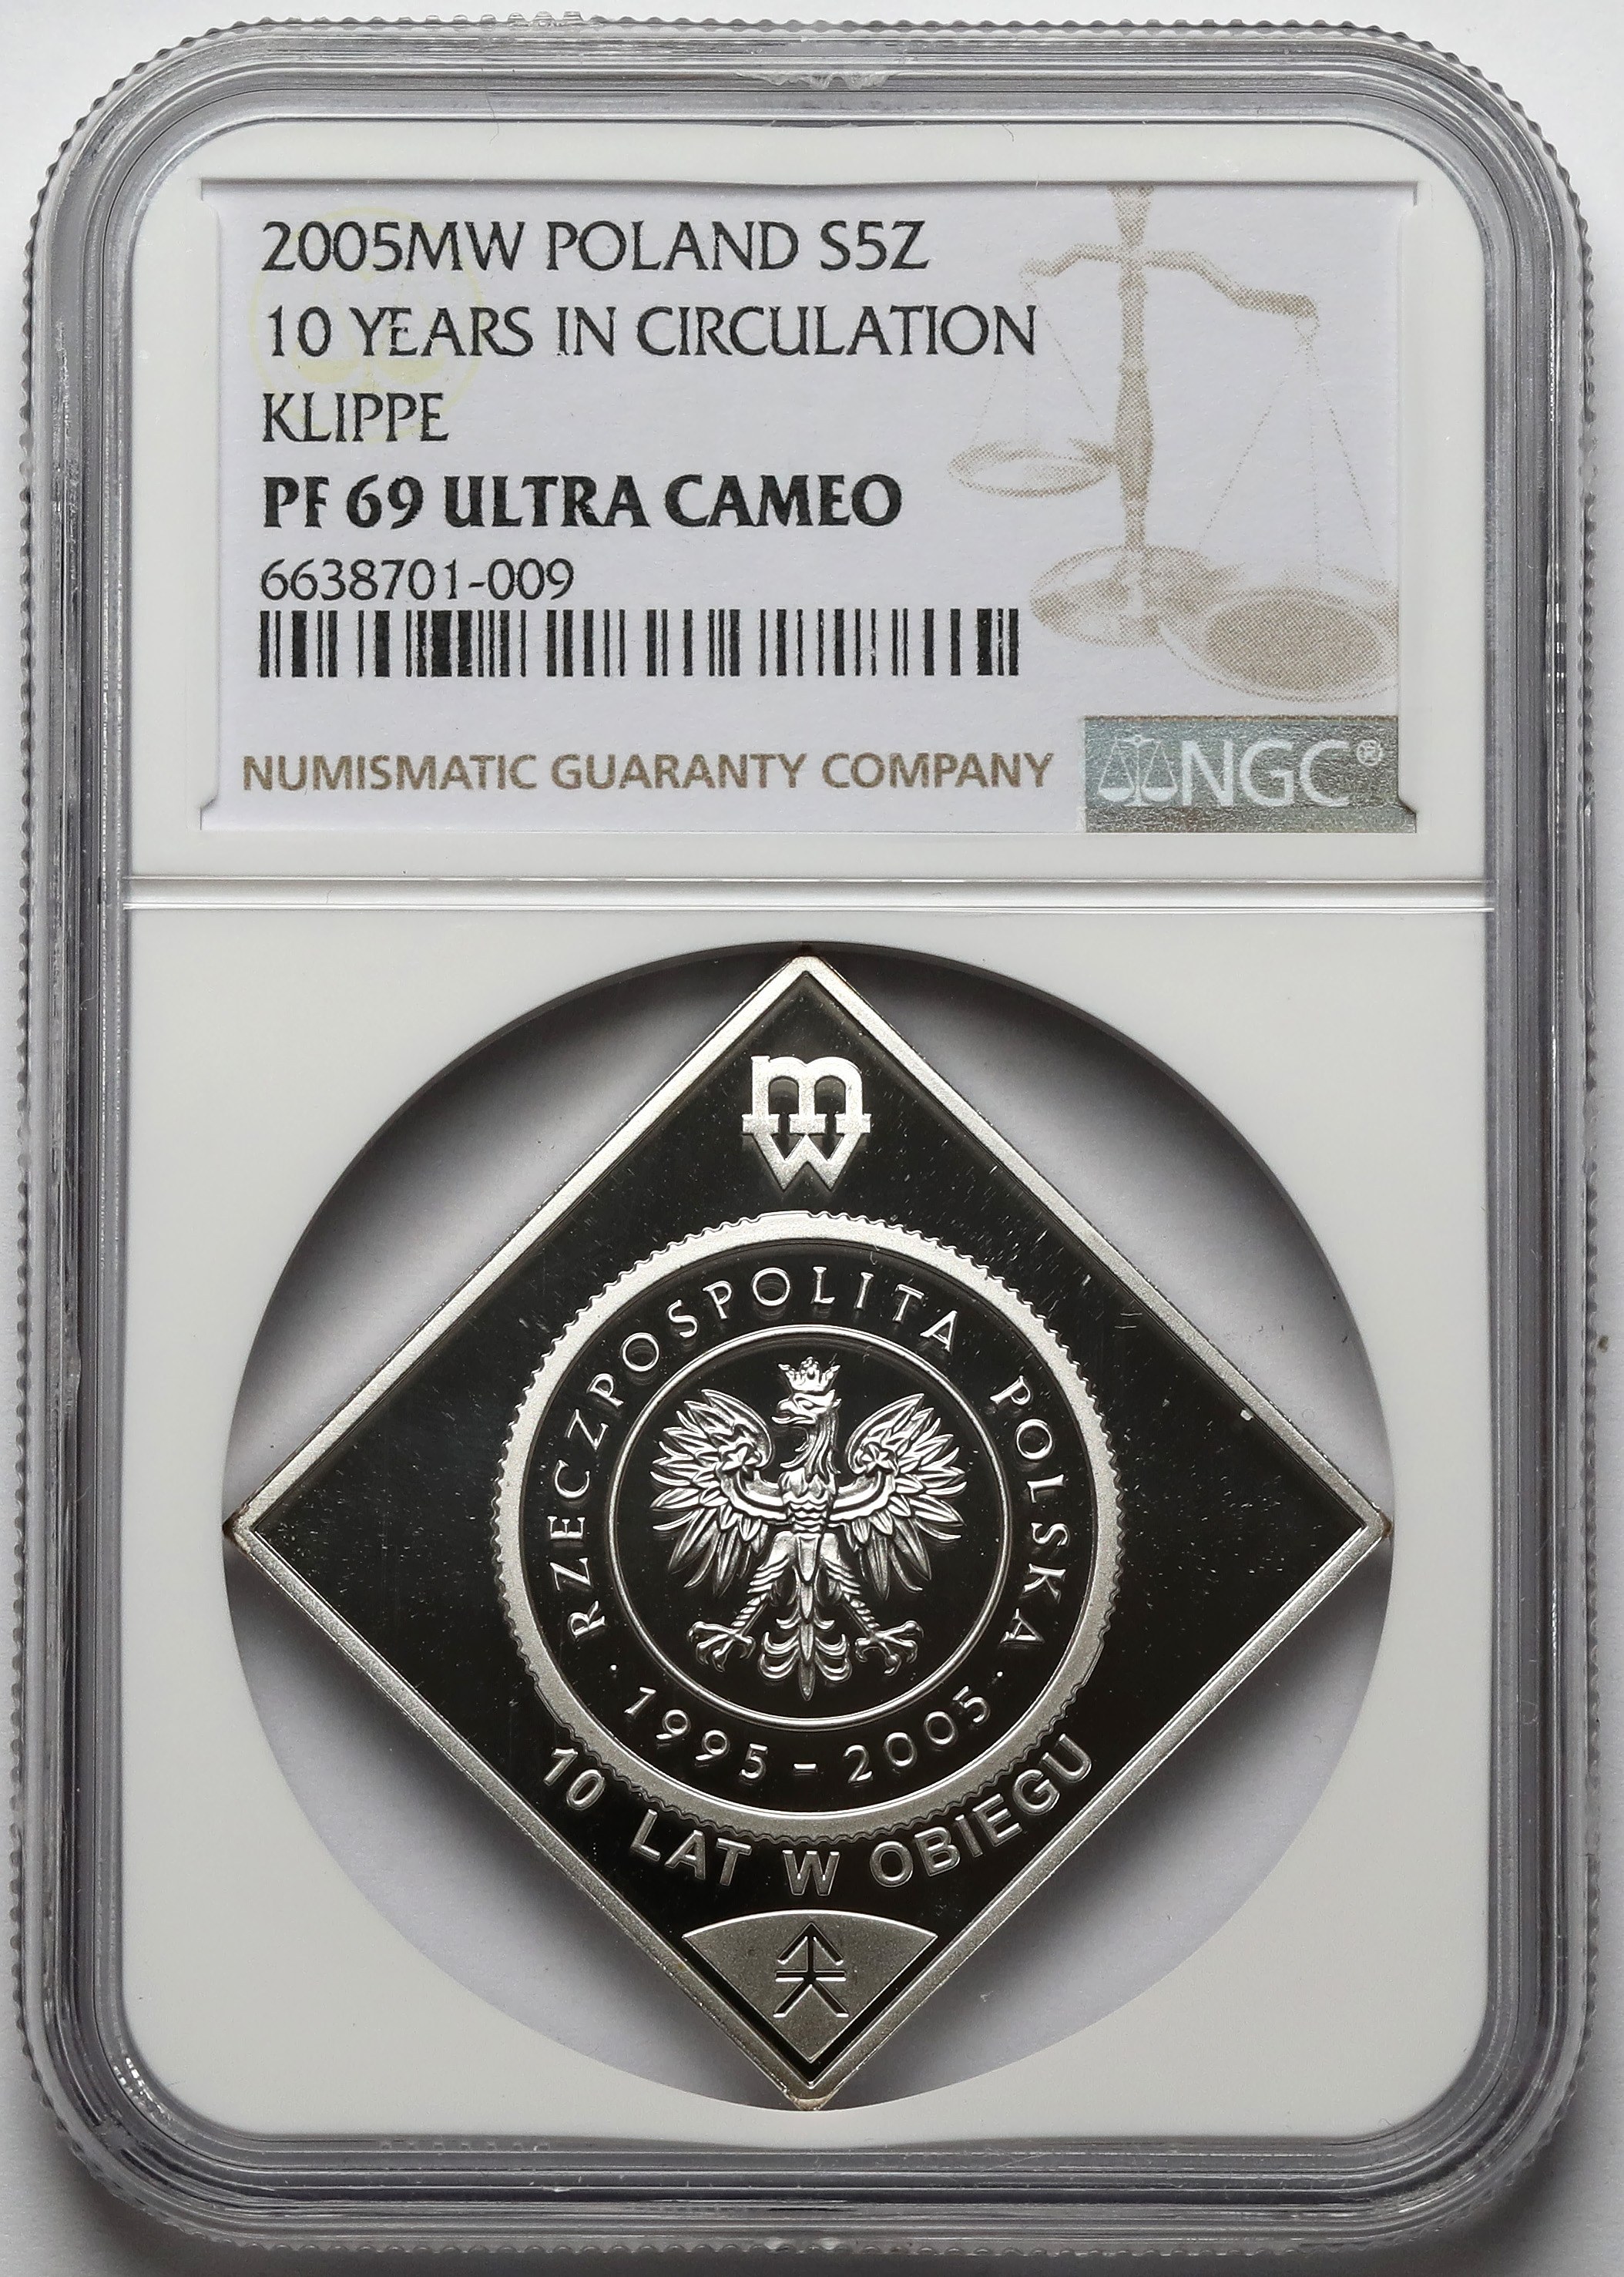 2005MW POLAND S5Z
10 YEARS IN CIRCULATION
KLIPPE
PF 69 ULTRA CAMEO
6638701-009
NUMISMATIC GUARANTY COMPANY
NGC®
mw
RZECZPOSPOLITA POLSKA
· 1995 - 2005 ·
10 LAT W OBIEGU